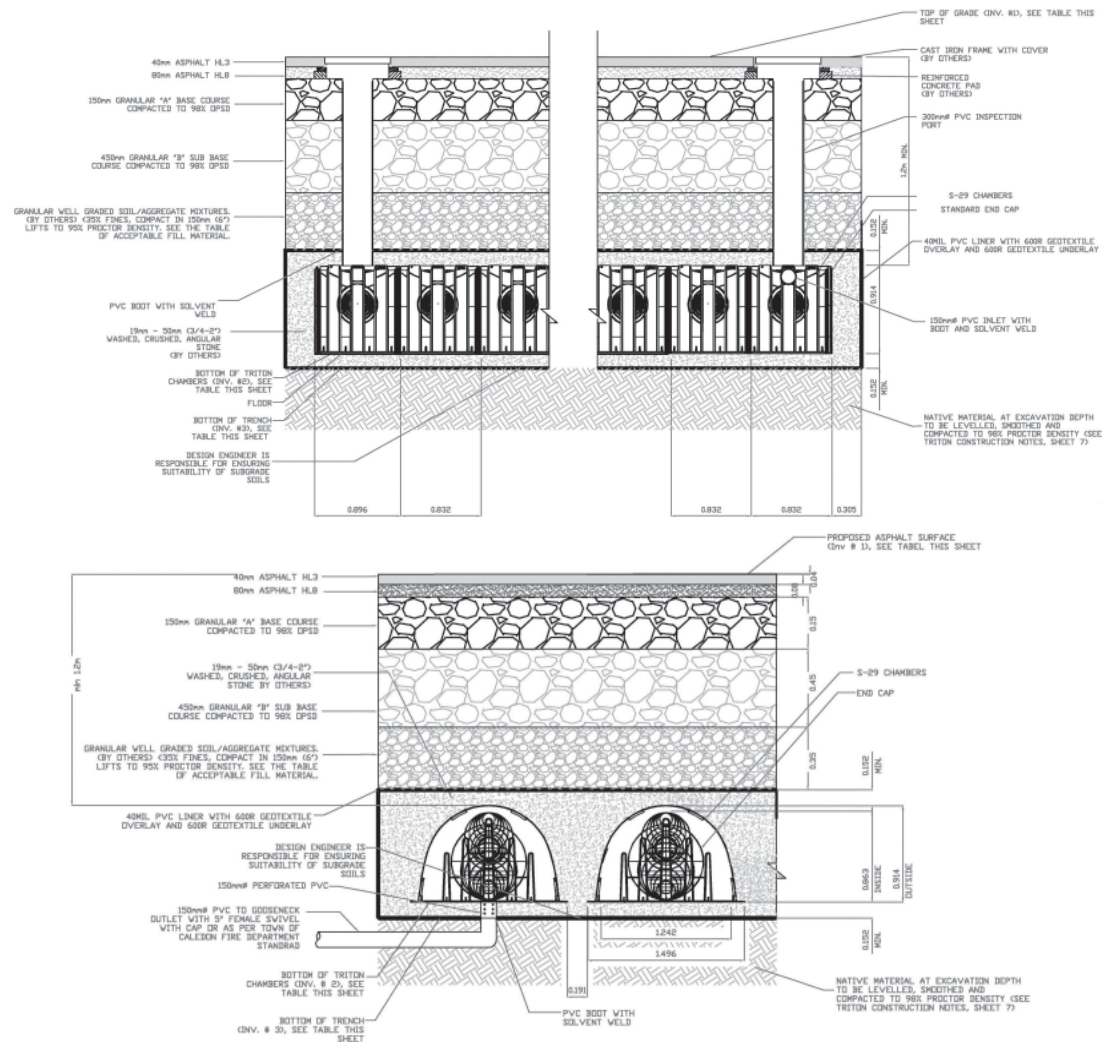 TOP OF GRADE (INV. #1), SEE TABLE THIS
SHEET
40mm ASPHALT HL3
80mm ASPHALT HL8
CAST IRON FRAME WITH COVER
(BY OTHERS)
REINFORCED
CONCRETE PAD
(BY OTHERS)
150mm GRANULAR "A" BASE COURSE
COMPACTED TO 98% OPSD
300mmø PVC INSPECTION
PORT
1.2m MIN.
450mm GRANULAR "B" SUB BASE
COURSE COMPACTED TO 98% OPSD
S-29 CHAMBERS
STANDARD END CAP
GRANULAR WELL GRADED SOIL/AGGREGATE MIXTURES.
(BY OTHERS) (35% FINES, COMPACT IN 150mm (6")
LIFTS TO 95% PROCTOR DENSITY. SEE THE TABLE
OF ACCEPTABLE FILL MATERIAL.
0.152
MIN.
40MIL PVC LINER WITH 600R GEOTEXTILE
OVERLAY AND 600R GEOTEXTILE UNDERLAY
0.914
PVC BOOT WITH SOLVENT
WELD
150mmø PVC INLET WITH
BOOT AND SOLVENT WELD
19mm - 50mm (3/4-2")
WASHED, CRUSHED, ANGULAR
STONE
(BY OTHERS)
BOTTOM OF TRITON
CHAMBERS (INV. #2), SEE
TABLE THIS SHEET
FLOOR
0.152
MIN.
BOTTOM OF TRENCH
(INV. #3), SEE
TABLE THIS SHEET
NATIVE MATERIAL AT EXCAVATION DEPTH
TO BE LEVELLED, SMOOTHED AND
COMPACTED TO 98% PROCTOR DENSITY (SEE
TRITON CONSTRUCTION NOTES, SHEET 7)
DESIGN ENGINEER IS
RESPONSIBLE FOR ENSURING
SUITABILITY OF SUBGRADE
SOILS
0.896 0.832 0.832 0.832 0.305
PROPOSED ASPHALT SURFACE
(Inv # 1), SEE TABEL THIS SHEET
40mm ASPHALT HL3
80mm ASPHALT HL8
0.04
0.08
150mm GRANULAR "A" BASE COURSE
COMPACTED TO 98% OPSD
0.15
min 1.2m
19mm - 50mm (3/4-2")
WASHED, CRUSHED, ANGULAR
STONE BY OTHERS)
S-29 CHAMBERS
END CAP
0.45
450mm GRANULAR "B" SUB BASE
COURSE COMPACTED TO 98% OPSD
GRANULAR WELL GRADED SOIL/AGGREGATE MIXTURES.
(BY OTHERS) (35% FINES, COMPACT IN 150mm (6")
LIFTS TO 95% PROCTOR DENSITY. SEE THE TABLE
OF ACCEPTABLE FILL MATERIAL.
0.35
0.152
MIN.
40MIL PVC LINER WITH 600R GEOTEXTILE
OVERLAY AND 600R GEOTEXTILE UNDERLAY
DESIGN ENGINEER IS
RESPONSIBLE FOR ENSURING
SUITABILITY OF SUBGRADE
SOILS
0.863
INSIDE
0.914
OUTSIDE
150mmø PERFORATED PVC
150mmø PVC TO GOOSENECK
OUTLET WITH 5" FEMALE SWIVEL
WITH CAP OR AS PER TOWN OF
CALEDON FIRE DEPARTMENT
STANDRAD
1.242
1.496
0.152
MIN.
0.191
BOTTOM OF TRITON
CHAMBERS (INV. # 2), SEE
TABLE THIS SHEET
NATIVE MATERIAL AT EXCAVATION DEPTH
TO BE LEVELLED, SMOOTHED AND
COMPACTED TO 98% PROCTOR DENSITY (SEE
TRITON CONSTRUCTION NOTES, SHEET 7)
PVC BOOT WITH
SOLVENT WELD
BOTTOM OF TRENCH
(INV. # 3), SEE TABLE THIS
SHEET